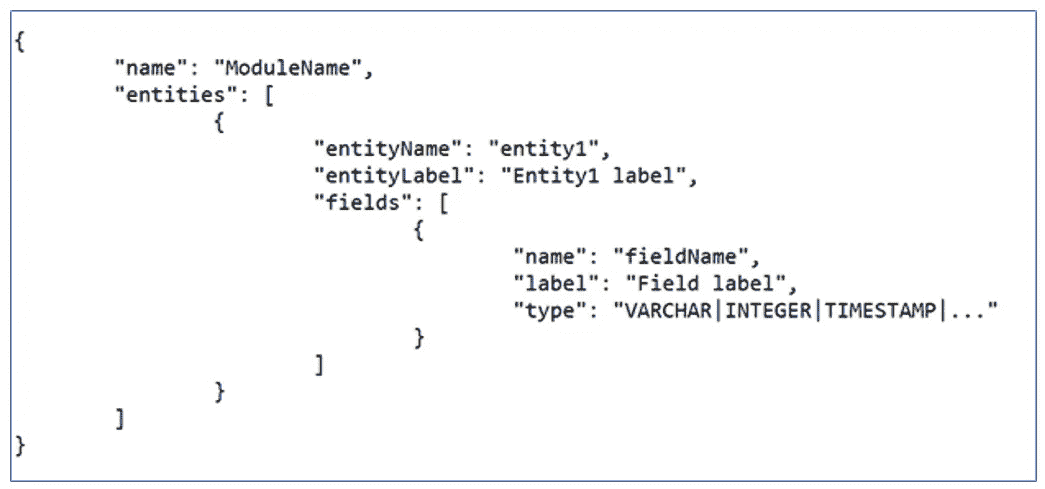 {
"name": "ModuleName",
"entities": [
{
"entityName": "entity1",
"entityLabel": "Entity1 label",
"fields": [
{
"name": "fieldName",
"label": "Field label",
"type": "VARCHAR|INTEGER|TIMESTAMP|..."
}
]
}
]
}